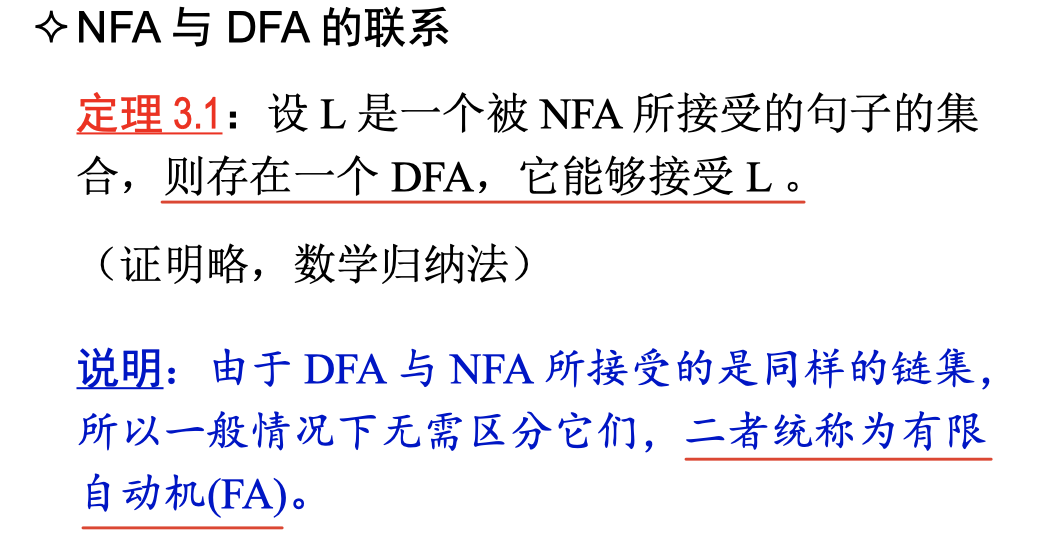 ✧NFA 与 DFA 的联系
定理 3.1：设 L 是一个被 NFA 所接受的句子的集
合，则存在一个 DFA，它能够接受 L 。
（证明略，数学归纳法）
说明：由于 DFA 与 NFA 所接受的是同样的链集，
所以一般情况下无需区分它们，二者统称为有限
自动机(FA)。